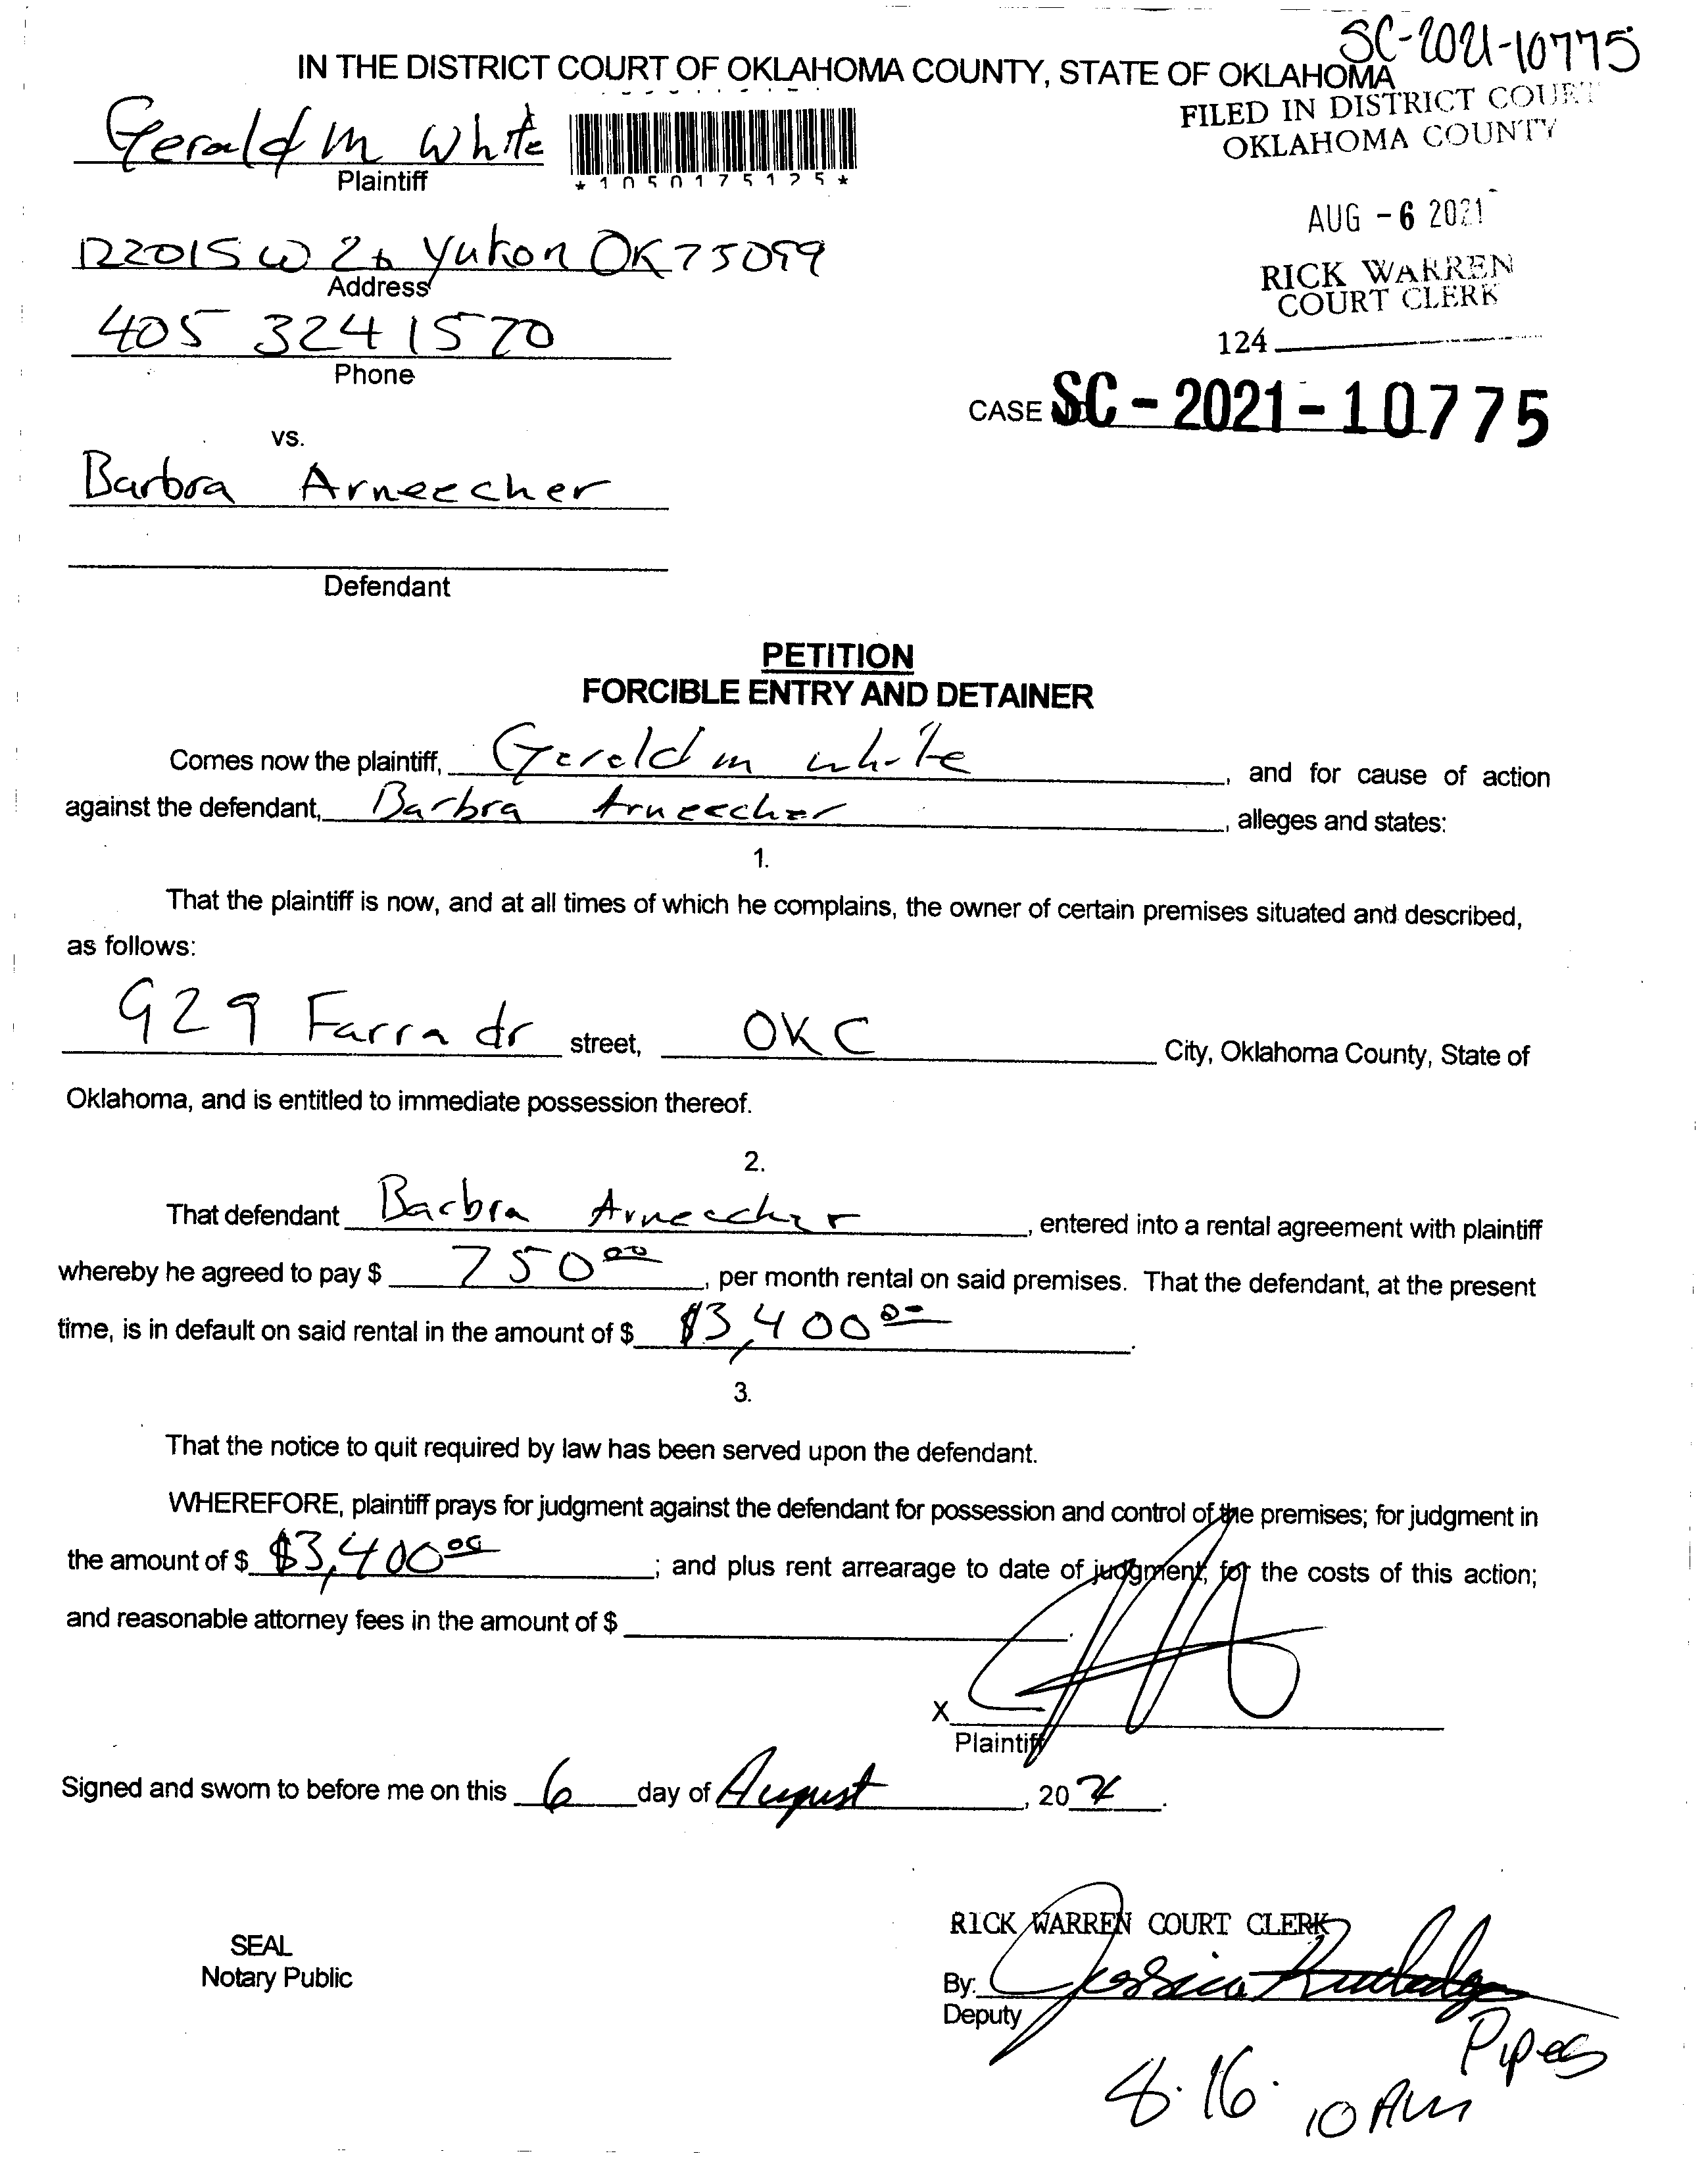 SC-2021-10775
IN THE DISTRICT COURT OF OKLAHOMA COUNTY, STATE OF OKLAHOMA
FILED IN DISTRICT COURT
OKLAHOMA COUNTY
Gerald m White
Plaintiff
*1050175125*
AUG -6 2021
12201 SW 26 Yukon OK 73099
Address
RICK WARREN
COURT CLERK
405 324 1570
Phone
124
CASE SC-2021-10775
vs.
Barbra Arneecher
Defendant
PETITION
FORCIBLE ENTRY AND DETAINER
Comes now the plaintiff, Gerald m white, and for cause of action
against the defendant, Barbra Arneecher, alleges and states:
1.
That the plaintiff is now, and at all times of which he complains, the owner of certain premises situated and described,
as follows:
929 Farra dr street, OKC City, Oklahoma County, State of
Oklahoma, and is entitled to immediate possession thereof.
2.
That defendant Barbra Arneecher, entered into a rental agreement with plaintiff
whereby he agreed to pay $ 750 00, per month rental on said premises. That the defendant, at the present
time, is in default on said rental in the amount of $ $3,400 00.
3.
That the notice to quit required by law has been served upon the defendant.
WHEREFORE, plaintiff prays for judgment against the defendant for possession and control of the premises; for judgment in
the amount of $ $3,400 00; and plus rent arrearage to date of judgment; for the costs of this action;
and reasonable attorney fees in the amount of $
X
Plaintiff
Signed and sworn to before me on this 6 day of August, 2021.
RICK WARREN COURT CLERK
SEAL
Notary Public
By: Jessica
Deputy
Pipes
8.16. 10 AM